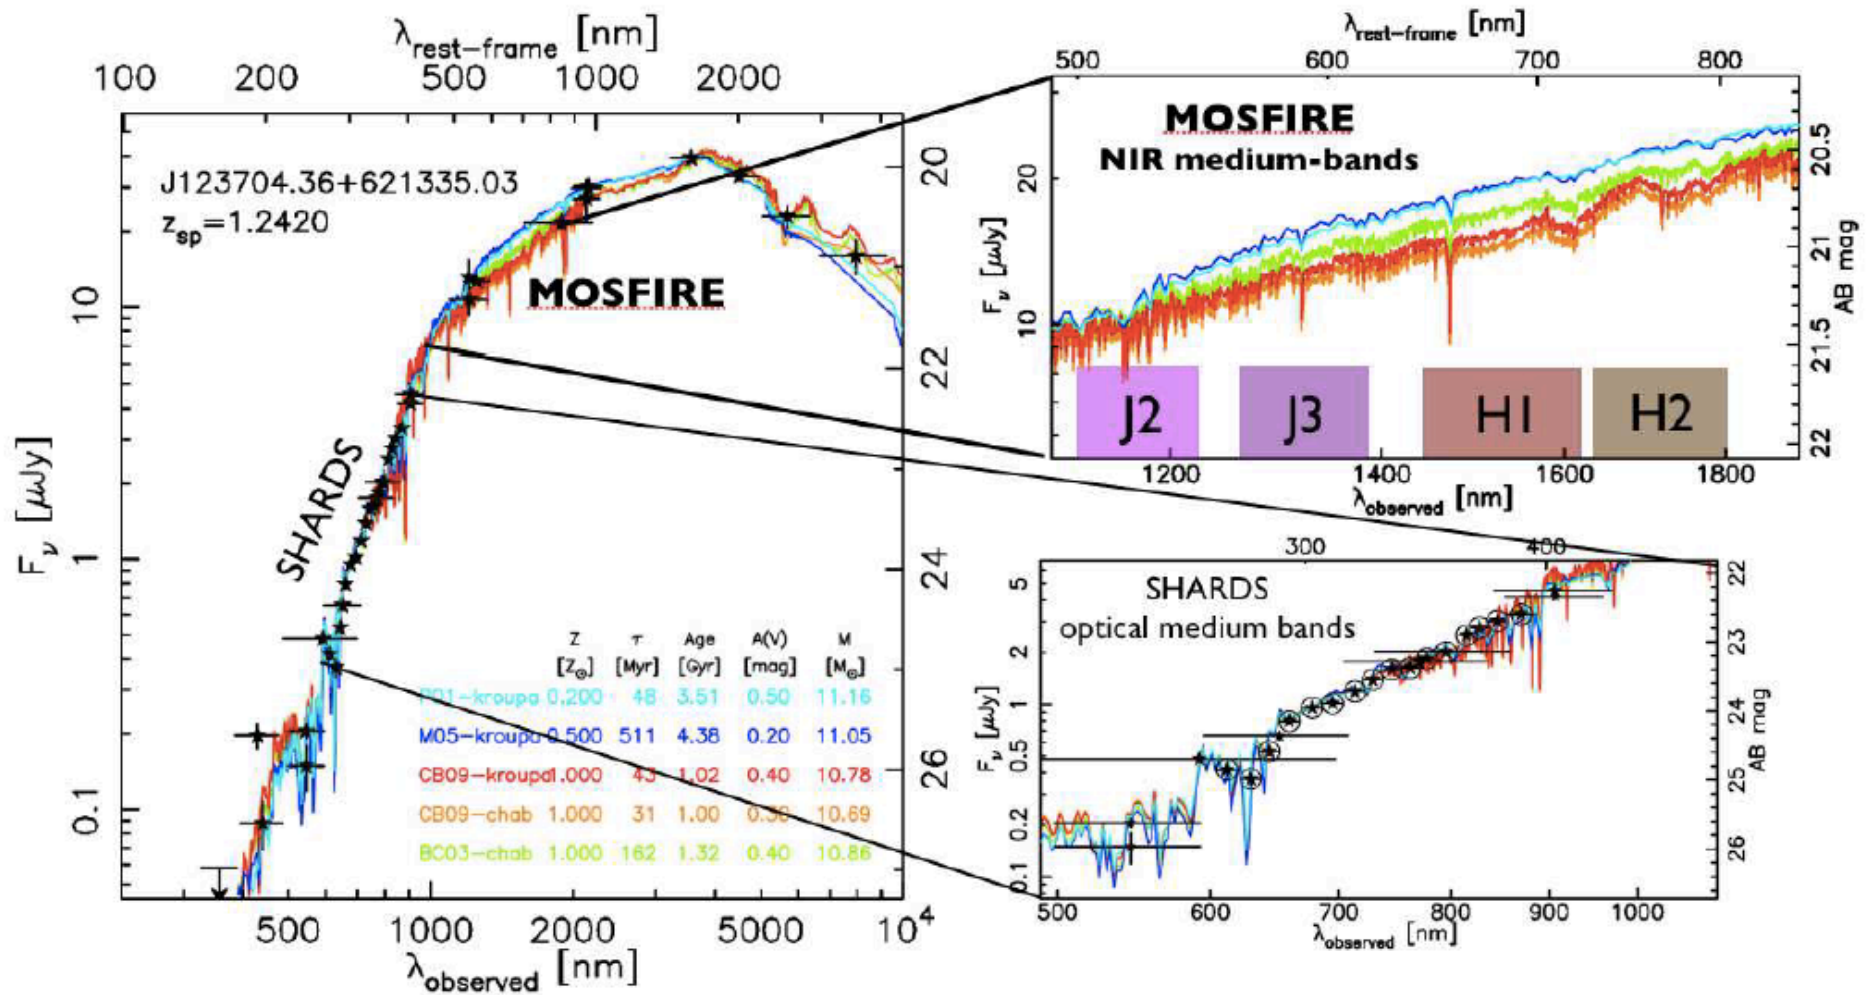 λrest−frame [nm]
100 200 500 1000 2000
J123704.36+621335.03
zsp=1.2420
MOSFIRE
SHARDS
Fν [μJy]
10
1
0.1
20
22
24
26
Z τ Age A(V) M
[Z⊙] [Myr] [Gyr] [mag] [M⊙]
P01−kroupa 0.200 48 3.51 0.50 11.16
M05−kroupa 0.500 511 4.38 0.20 11.05
CB09−kroupa1.000 43 1.02 0.40 10.78
CB09−chab 1.000 31 1.00 0.30 10.69
BC03−chab 1.000 162 1.32 0.40 10.86
500 1000 2000 5000 10⁴
λobserved [nm]
λrest−frame [nm]
500 600 700 800
MOSFIRE
NIR medium-bands
Fν [μJy]
20
10
20.5
21
21.5
22
AB mag
J2 J3 H1 H2
1200 1400 1600 1800
λobserved [nm]
300 400
SHARDS
optical medium bands
Fν [μJy]
5
2
1
0.5
0.2
0.1
22
23
24
25
26
AB mag
500 600 700 800 900 1000
λobserved [nm]